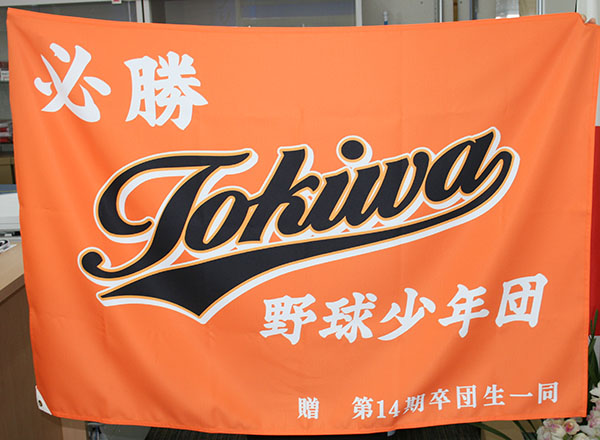 必勝
Tokiwa
野球少年団
贈 第14期卒団生一同